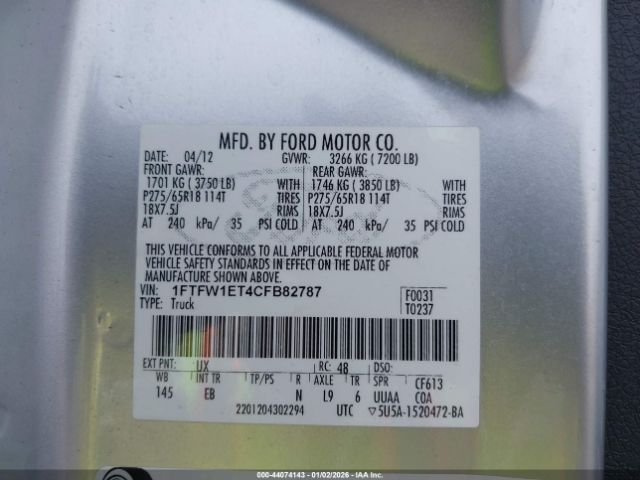 MFD. BY FORD MOTOR CO.
DATE: 04/12 GVWR: 3266 KG ( 7200 LB)
FRONT GAWR: REAR GAWR:
1701 KG ( 3750 LB) WITH 1746 KG ( 3850 LB) WITH
P275/65R18 114T TIRES P275/65R18 114T TIRES
18X7.5J RIMS 18X7.5J RIMS
AT 240 kPa/ 35 PSI COLD AT 240 kPa/ 35 PSI COLD
THIS VEHICLE CONFORMS TO ALL APPLICABLE FEDERAL MOTOR
VEHICLE SAFETY STANDARDS IN EFFECT ON THE DATE OF
MANUFACTURE SHOWN ABOVE.
VIN: 1FTFW1ET4CFB82787 F0031
TYPE: Truck T0237
EXT PNT: UX RC: 48 DSO:
WB INT TR TP/PS R AXLE TR SPR CF613
145 EB N L9 6 UUAA C0A
2201204302294 UTC ▽5U5A-1520472-BA
© 44074143 - 01/02/2026 - IAA Inc. ©